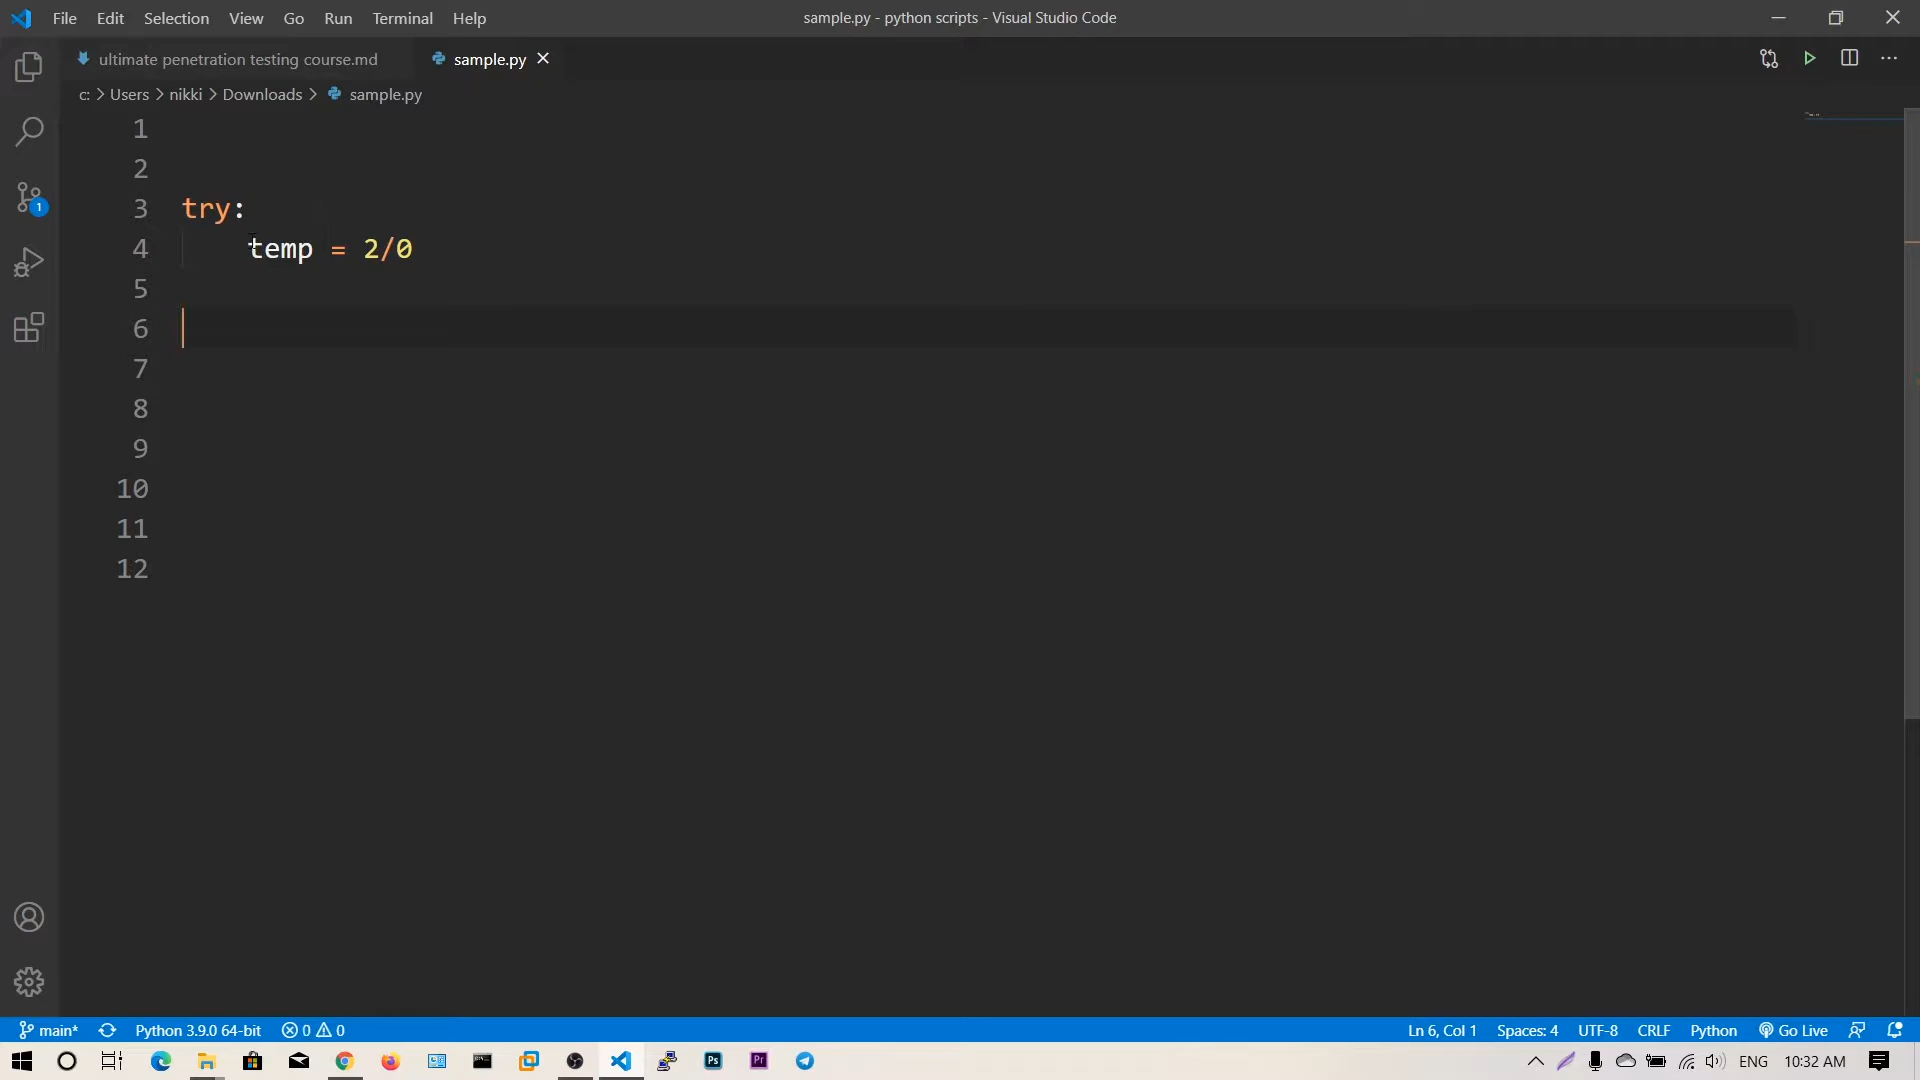 File Edit Selection View Go Run Terminal Help
sample.py - python scripts - Visual Studio Code
ultimate penetration testing course.md
sample.py
c: > Users > nikki > Downloads > sample.py
1
2
3 try:
4 temp = 2/0
5
6
7
8
9
10
11
12
1
main* Python 3.9.0 64-bit 0 0 Ln 6, Col 1 Spaces: 4 UTF-8 CRLF Python Go Live
Ps Pr ENG 10:32 AM